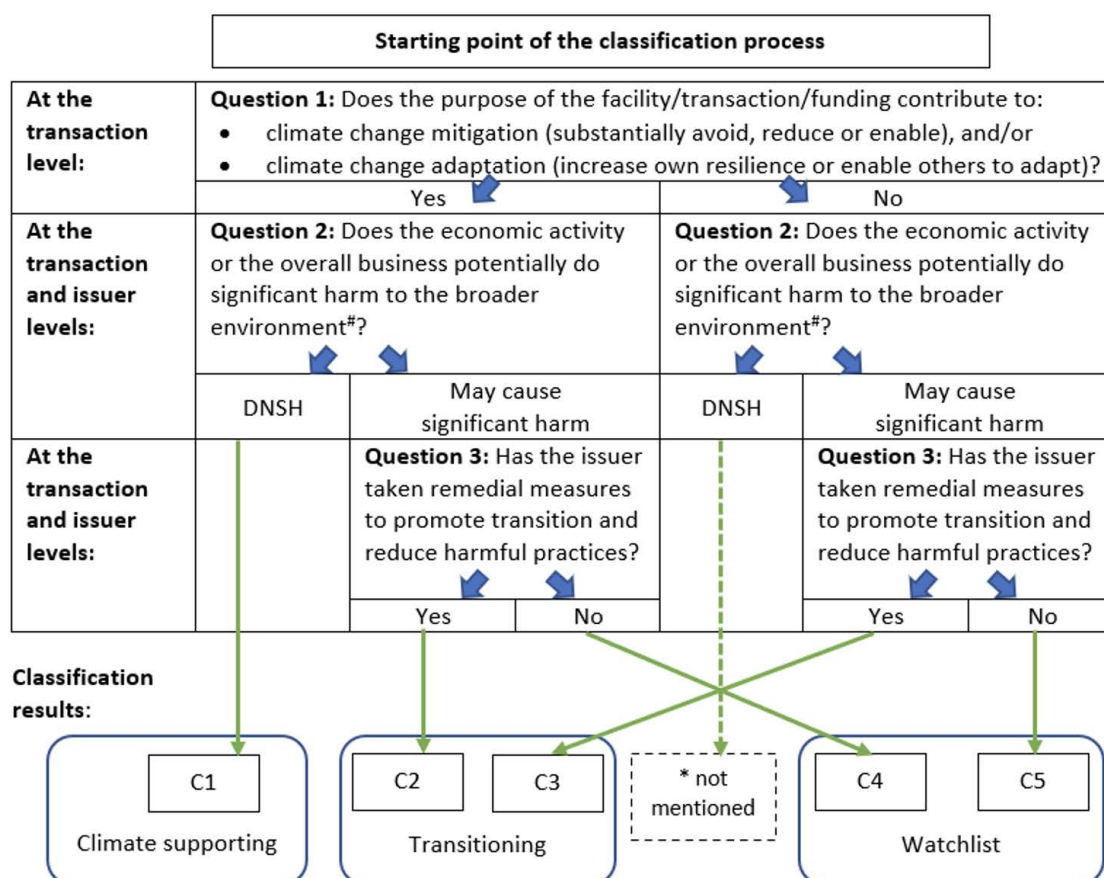 Starting point of the classification process
At the
transaction
level:
Question 1: Does the purpose of the facility/transaction/funding contribute to:
• climate change mitigation (substantially avoid, reduce or enable), and/or
• climate change adaptation (increase own resilience or enable others to adapt)?
Yes
No
At the
transaction
and issuer
levels:
Question 2: Does the economic activity
or the overall business potentially do
significant harm to the broader
environment#?
Question 2: Does the economic activity
or the overall business potentially do
significant harm to the broader
environment#?
DNSH
May cause
significant harm
DNSH
May cause
significant harm
At the
transaction
and issuer
levels:
Question 3: Has the issuer
taken remedial measures
to promote transition and
reduce harmful practices?
Question 3: Has the issuer
taken remedial measures
to promote transition and
reduce harmful practices?
Yes
No
Yes
No
Classification
results:
C1
Climate supporting
C2
C3
Transitioning
* not
mentioned
C4
C5
Watchlist